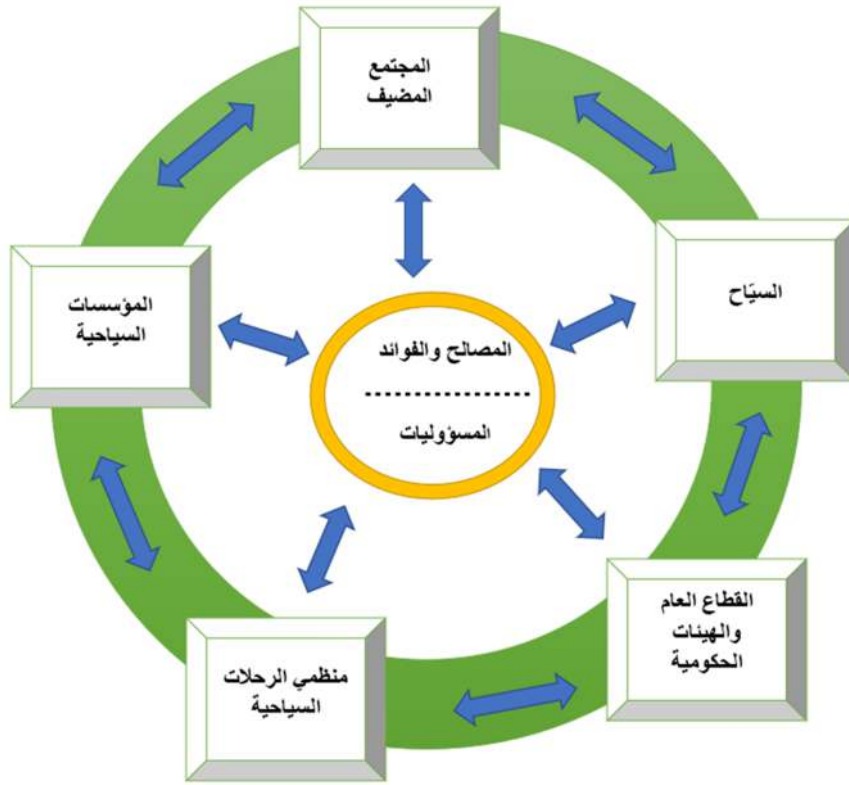 المجتمع
المضيف
السيّاح
المؤسسات
السياحية
المصالح والفوائد
المسؤوليات
القطاع العام
والهيئات
الحكومية
منظمي الرحلات
السياحية